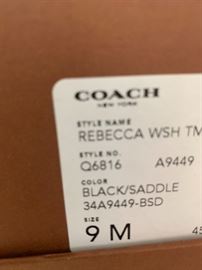 COACH
NEW YORK
STYLE NAME
REBECCA WSH TM
STYLE NO.
Q6816 A9449
COLOR
BLACK/SADDLE
34A9449-BSD
SIZE
9 M 45